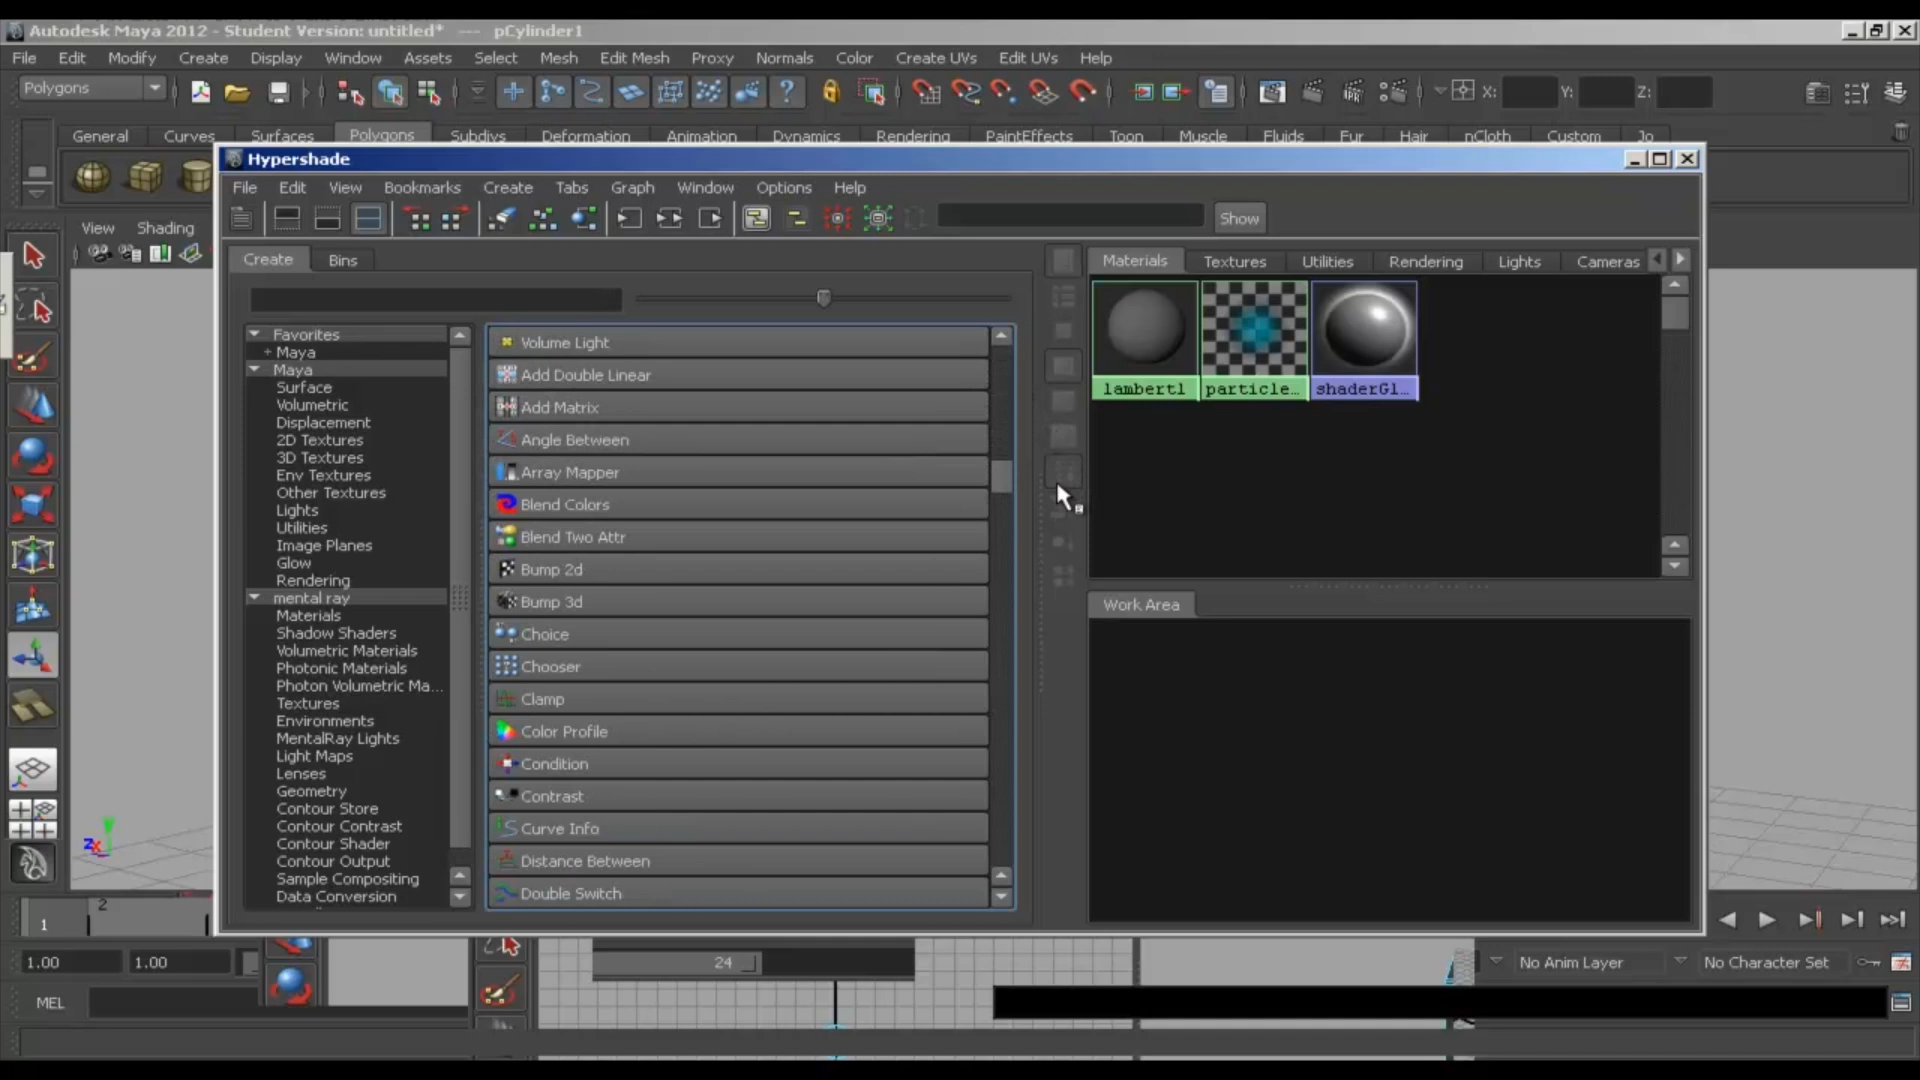 Autodesk Maya 2012 - Student Version: untitled* --- pCylinder1
File Edit Modify Create Display Window Assets Select Mesh Edit Mesh Proxy Normals Color Create UVs Edit UVs Help
Polygons X: Y: Z:
General Curves Surfaces Polygons Subdivs Deformation Animation Dynamics Rendering PaintEffects Toon Muscle Fluids Fur Hair nCloth Custom Jo
Hypershade
File Edit View Bookmarks Create Tabs Graph Window Options Help
Show
View Shading
Create Bins
Materials Textures Utilities Rendering Lights Cameras
Favorites
+ Maya
Maya
Surface
Volumetric
Displacement
2D Textures
3D Textures
Env Textures
Other Textures
Lights
Utilities
Image Planes
Glow
Rendering
mental ray
Materials
Shadow Shaders
Volumetric Materials
Photonic Materials
Photon Volumetric Ma...
Textures
Environments
MentalRay Lights
Light Maps
Lenses
Geometry
Contour Store
Contour Contrast
Contour Shader
Contour Output
Sample Compositing
Data Conversion
Volume Light
Add Double Linear
Add Matrix
Angle Between
Array Mapper
Blend Colors
Blend Two Attr
Bump 2d
Bump 3d
Choice
Chooser
Clamp
Color Profile
Condition
Contrast
Curve Info
Distance Between
Double Switch
lambert1 particle... shaderGl...
Work Area
y
zx
1 2
1.00 1.00 24 No Anim Layer No Character Set
MEL